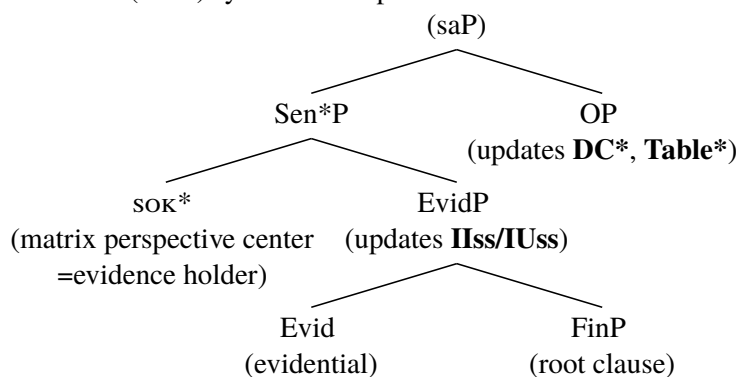 (saP)
Sen*P OP
(updates DC*, Table*)
SOK* EvidP
(matrix perspective center (updates IIss/IUss)
=evidence holder)
Evid FinP
(evidential) (root clause)